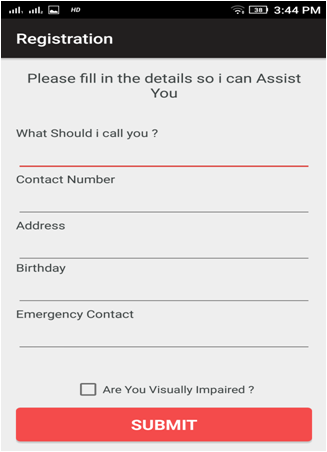 HD 38 3:44 PM
Registration
Please fill in the details so i can Assist
You
What Should i call you ?
Contact Number
Address
Birthday
Emergency Contact
Are You Visually Impaired ?
SUBMIT